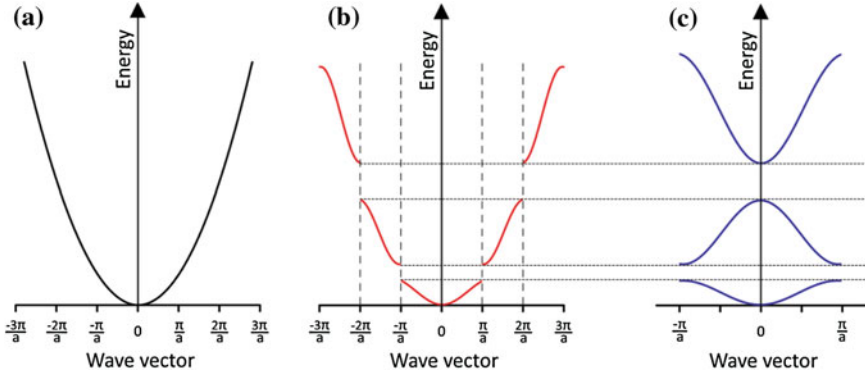 (a)
Energy
-3π/a -2π/a -π/a 0 π/a 2π/a 3π/a
Wave vector
(b)
Energy
-3π/a -2π/a -π/a 0 π/a 2π/a 3π/a
Wave vector
(c)
Energy
-π/a 0 π/a
Wave vector